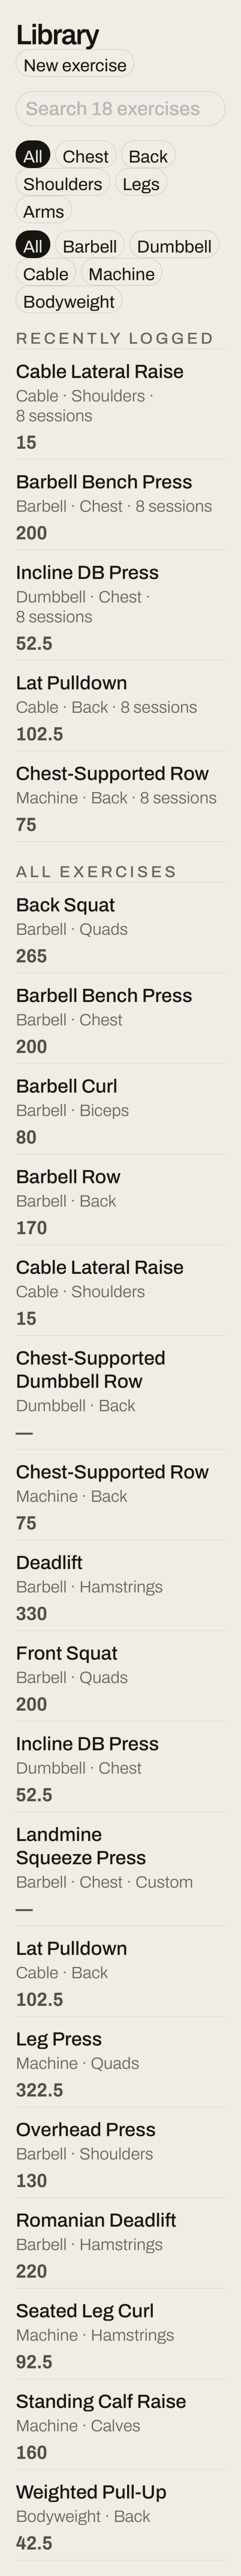 Library
New exercise
Search 18 exercises
All Chest Back
Shoulders Legs
Arms
All Barbell Dumbbell
Cable Machine
Bodyweight
RECENTLY LOGGED
Cable Lateral Raise
Cable · Shoulders ·
8 sessions
15
Barbell Bench Press
Barbell · Chest · 8 sessions
200
Incline DB Press
Dumbbell · Chest ·
8 sessions
52.5
Lat Pulldown
Cable · Back · 8 sessions
102.5
Chest-Supported Row
Machine · Back · 8 sessions
75
ALL EXERCISES
Back Squat
Barbell · Quads
265
Barbell Bench Press
Barbell · Chest
200
Barbell Curl
Barbell · Biceps
80
Barbell Row
Barbell · Back
170
Cable Lateral Raise
Cable · Shoulders
15
Chest-Supported
Dumbbell Row
Dumbbell · Back
—
Chest-Supported Row
Machine · Back
75
Deadlift
Barbell · Hamstrings
330
Front Squat
Barbell · Quads
200
Incline DB Press
Dumbbell · Chest
52.5
Landmine
Squeeze Press
Barbell · Chest · Custom
—
Lat Pulldown
Cable · Back
102.5
Leg Press
Machine · Quads
322.5
Overhead Press
Barbell · Shoulders
130
Romanian Deadlift
Barbell · Hamstrings
220
Seated Leg Curl
Machine · Hamstrings
92.5
Standing Calf Raise
Machine · Calves
160
Weighted Pull-Up
Bodyweight · Back
42.5